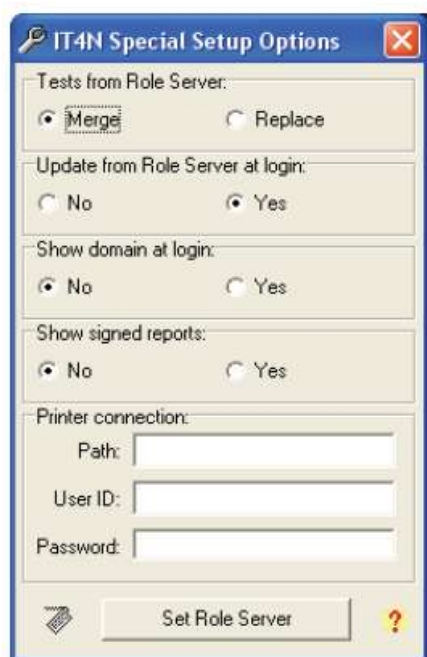 IT4N Special Setup Options
Tests from Role Server:
Merge Replace
Update from Role Server at login:
No Yes
Show domain at login:
No Yes
Show signed reports:
No Yes
Printer connection:
Path:
User ID:
Password:
Set Role Server ?